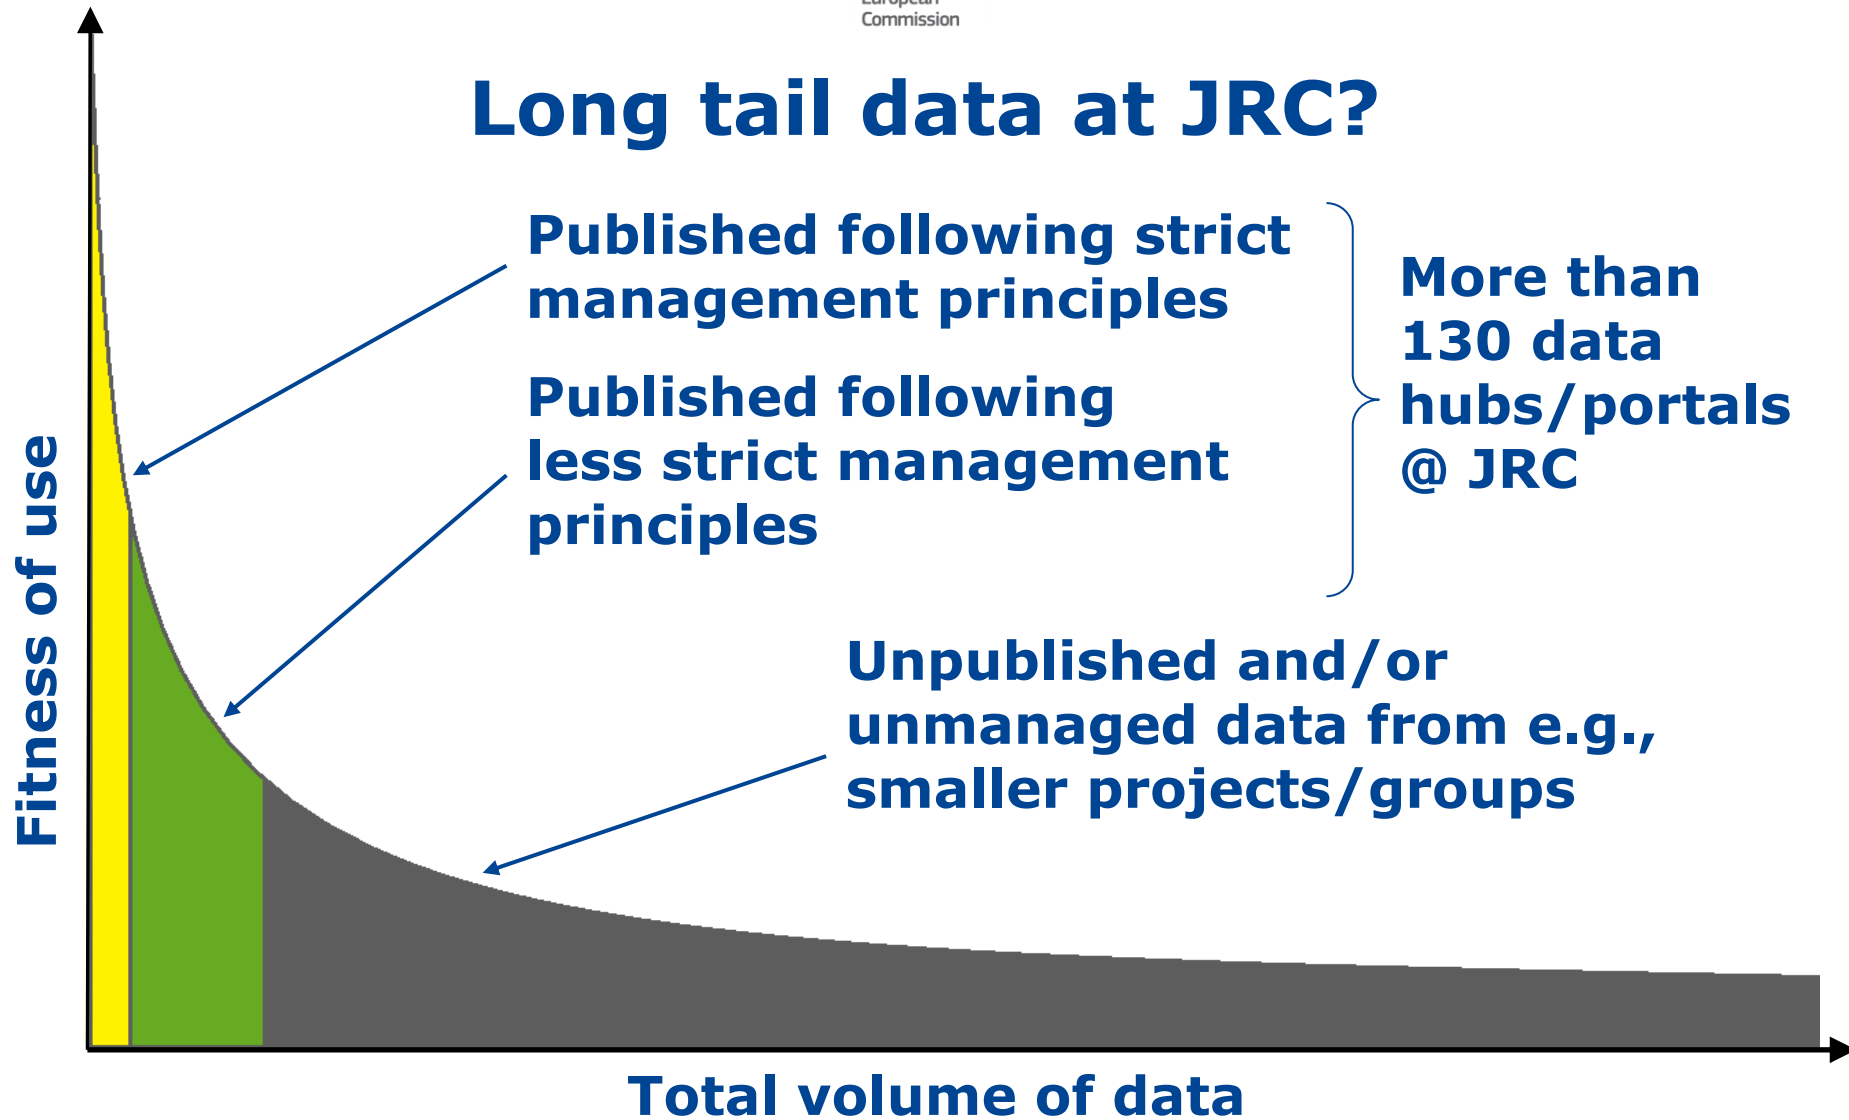 European
Commission
Long tail data at JRC?
Published following strict
management principles
Published following
less strict management
principles
More than
130 data
hubs/portals
@ JRC
Unpublished and/or
unmanaged data from e.g.,
smaller projects/groups
Fitness of use
Total volume of data